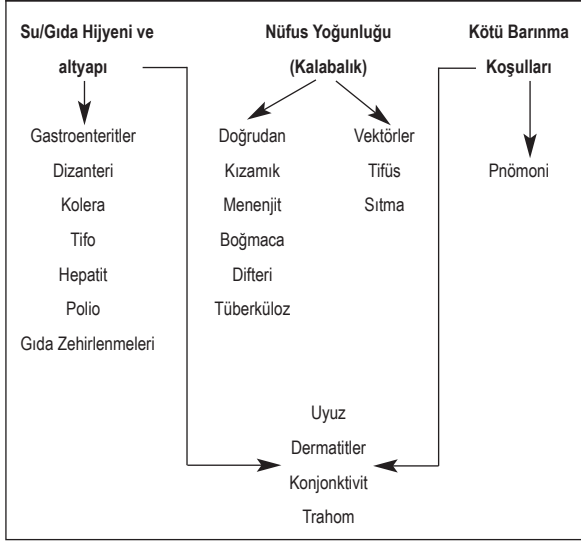 Su/Gıda Hijyeni ve
altyapı
Gastroenteritler
Dizanteri
Kolera
Tifo
Hepatit
Polio
Gıda Zehirlenmeleri
Nüfus Yoğunluğu
(Kalabalık)
Doğrudan
Kızamık
Menenjit
Boğmaca
Difteri
Tüberküloz
Vektörler
Tifüs
Sıtma
Kötü Barınma
Koşulları
Pnömoni
Uyuz
Dermatitler
Konjonktivit
Trahom